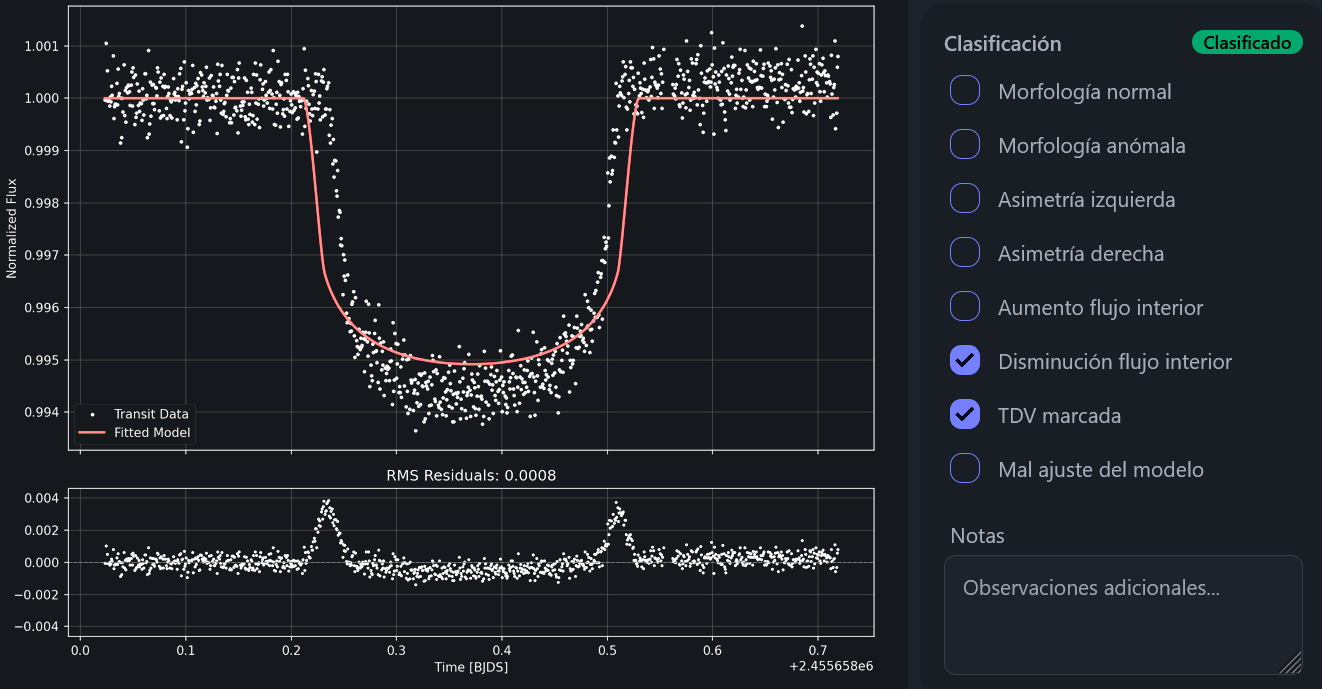 1.001
1.000
0.999
0.998
0.997
0.996
0.995
0.994
Normalized Flux
Transit Data
Fitted Model
RMS Residuals: 0.0008
0.004
0.002
0.000
−0.002
−0.004
0.0 0.1 0.2 0.3 0.4 0.5 0.6 0.7
Time [BJDS]
+2.455658e6
Clasificación
Clasificado
Morfología normal
Morfología anómala
Asimetría izquierda
Asimetría derecha
Aumento flujo interior
Disminución flujo interior
TDV marcada
Mal ajuste del modelo
Notas
Observaciones adicionales...